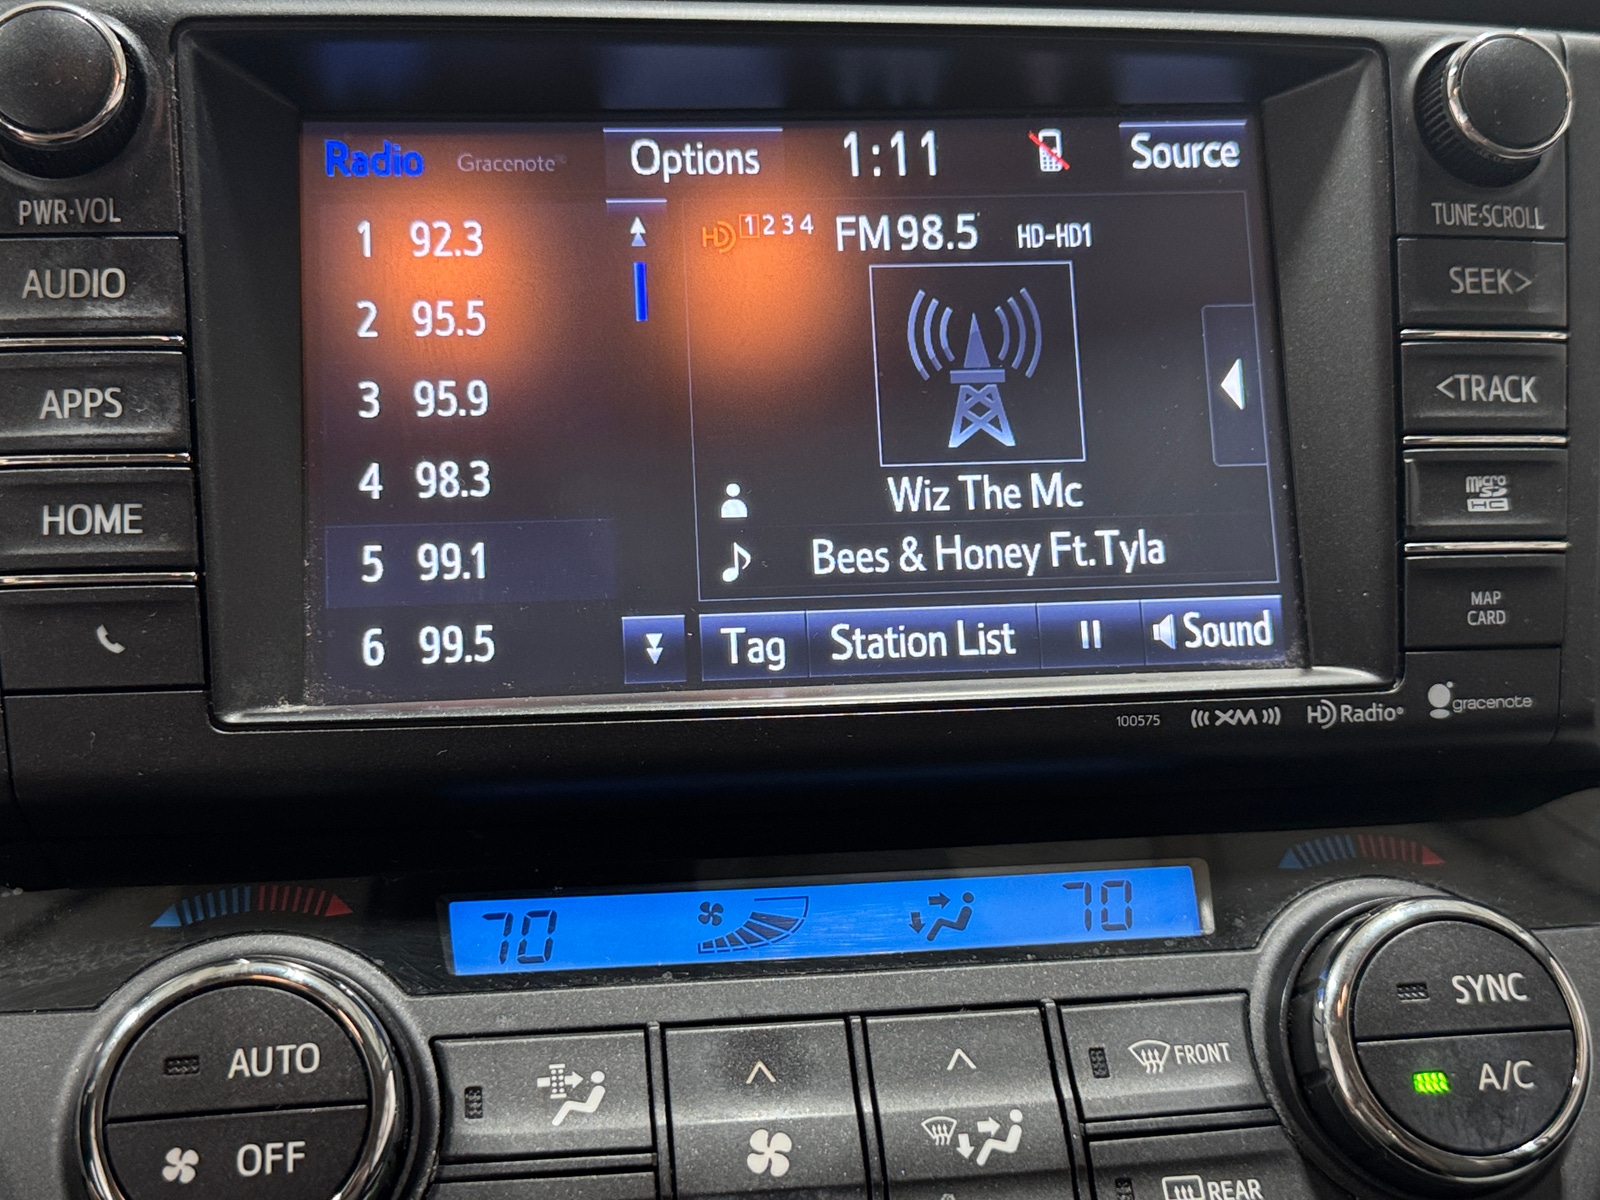 Radio Gracenote® Options 1:11 Source
PWR·VOL
TUNE·SCROLL
AUDIO
APPS
HOME
1 92.3
2 95.5
3 95.9
4 98.3
5 99.1
6 99.5
HD 1 2 3 4 FM 98.5 HD-HD1
Wiz The Mc
Bees & Honey Ft.Tyla
Tag Station List Sound
SEEK>
<TRACK
micro SD HC
MAP CARD
100575 ((( XM ))) HD Radio® gracenote
70 70
AUTO
OFF
FRONT
REAR
SYNC
A/C